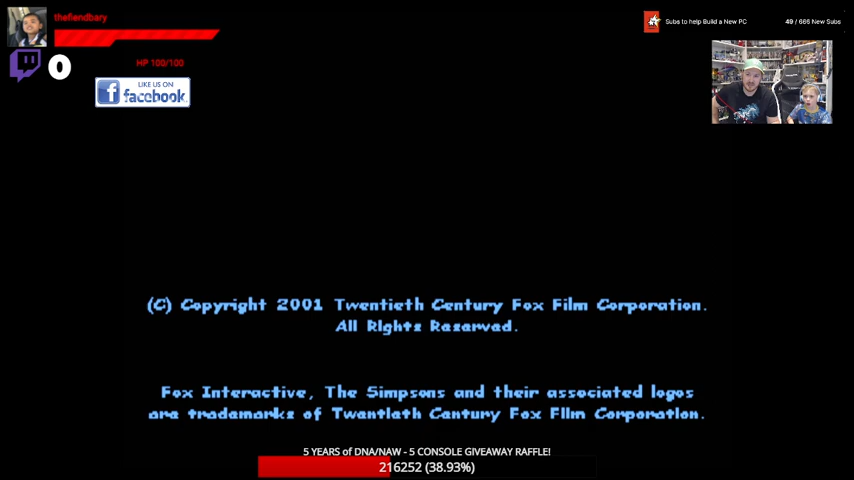 thefiendbary
Subs to help Build a New PC
49 / 666 New Subs
HP 100/100
0
LIKE US ON
facebook
(C) Copyright 2001 Twentieth Century Fox Film Corporation.
All Rights Reserved.
Fox Interactive, The Simpsons and their associated logos
are trademarks of Twentieth Century Fox Film Corporation.
5 YEARS of DNA/NAW - 5 CONSOLE GIVEAWAY RAFFLE!
216252 (38.93%)